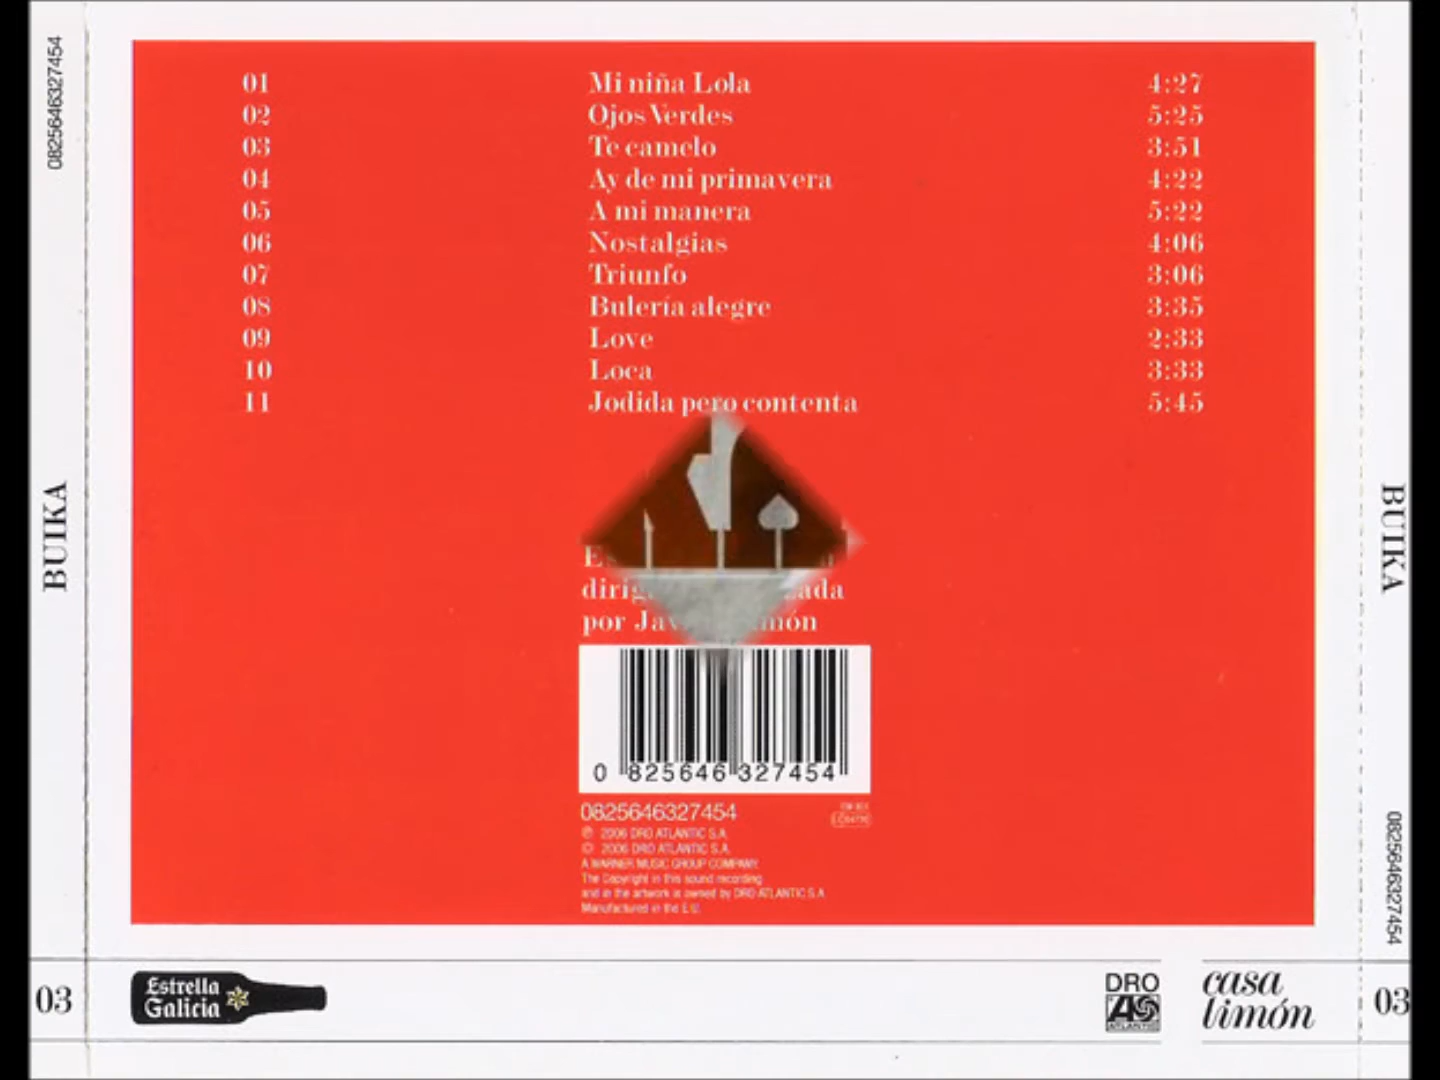 0825646327454
01 Mi niña Lola 4:27
02 Ojos Verdes 5:25
03 Te camelo 3:51
04 Ay de mi primavera 4:22
05 A mi manera 5:22
06 Nostalgias 4:06
07 Triunfo 3:06
08 Bulería alegre 3:35
09 Love 2:33
10 Loca 3:33
11 Jodida pero contenta 5:45
BUIKA
BUIKA
por
0 825646 327454
0825646327454
℗ 2006 DRO ATLANTIC S.A.
© 2006 DRO ATLANTIC S.A.
A WARNER MUSIC GROUP COMPANY.
The Copyright in this sound recording
and in the artwork is owned by DRO ATLANTIC S.A
Manufactured in the E.U.
0825646327454
03
Estrella
Galicia
DRO
ATLANTIC
casa
limón
03